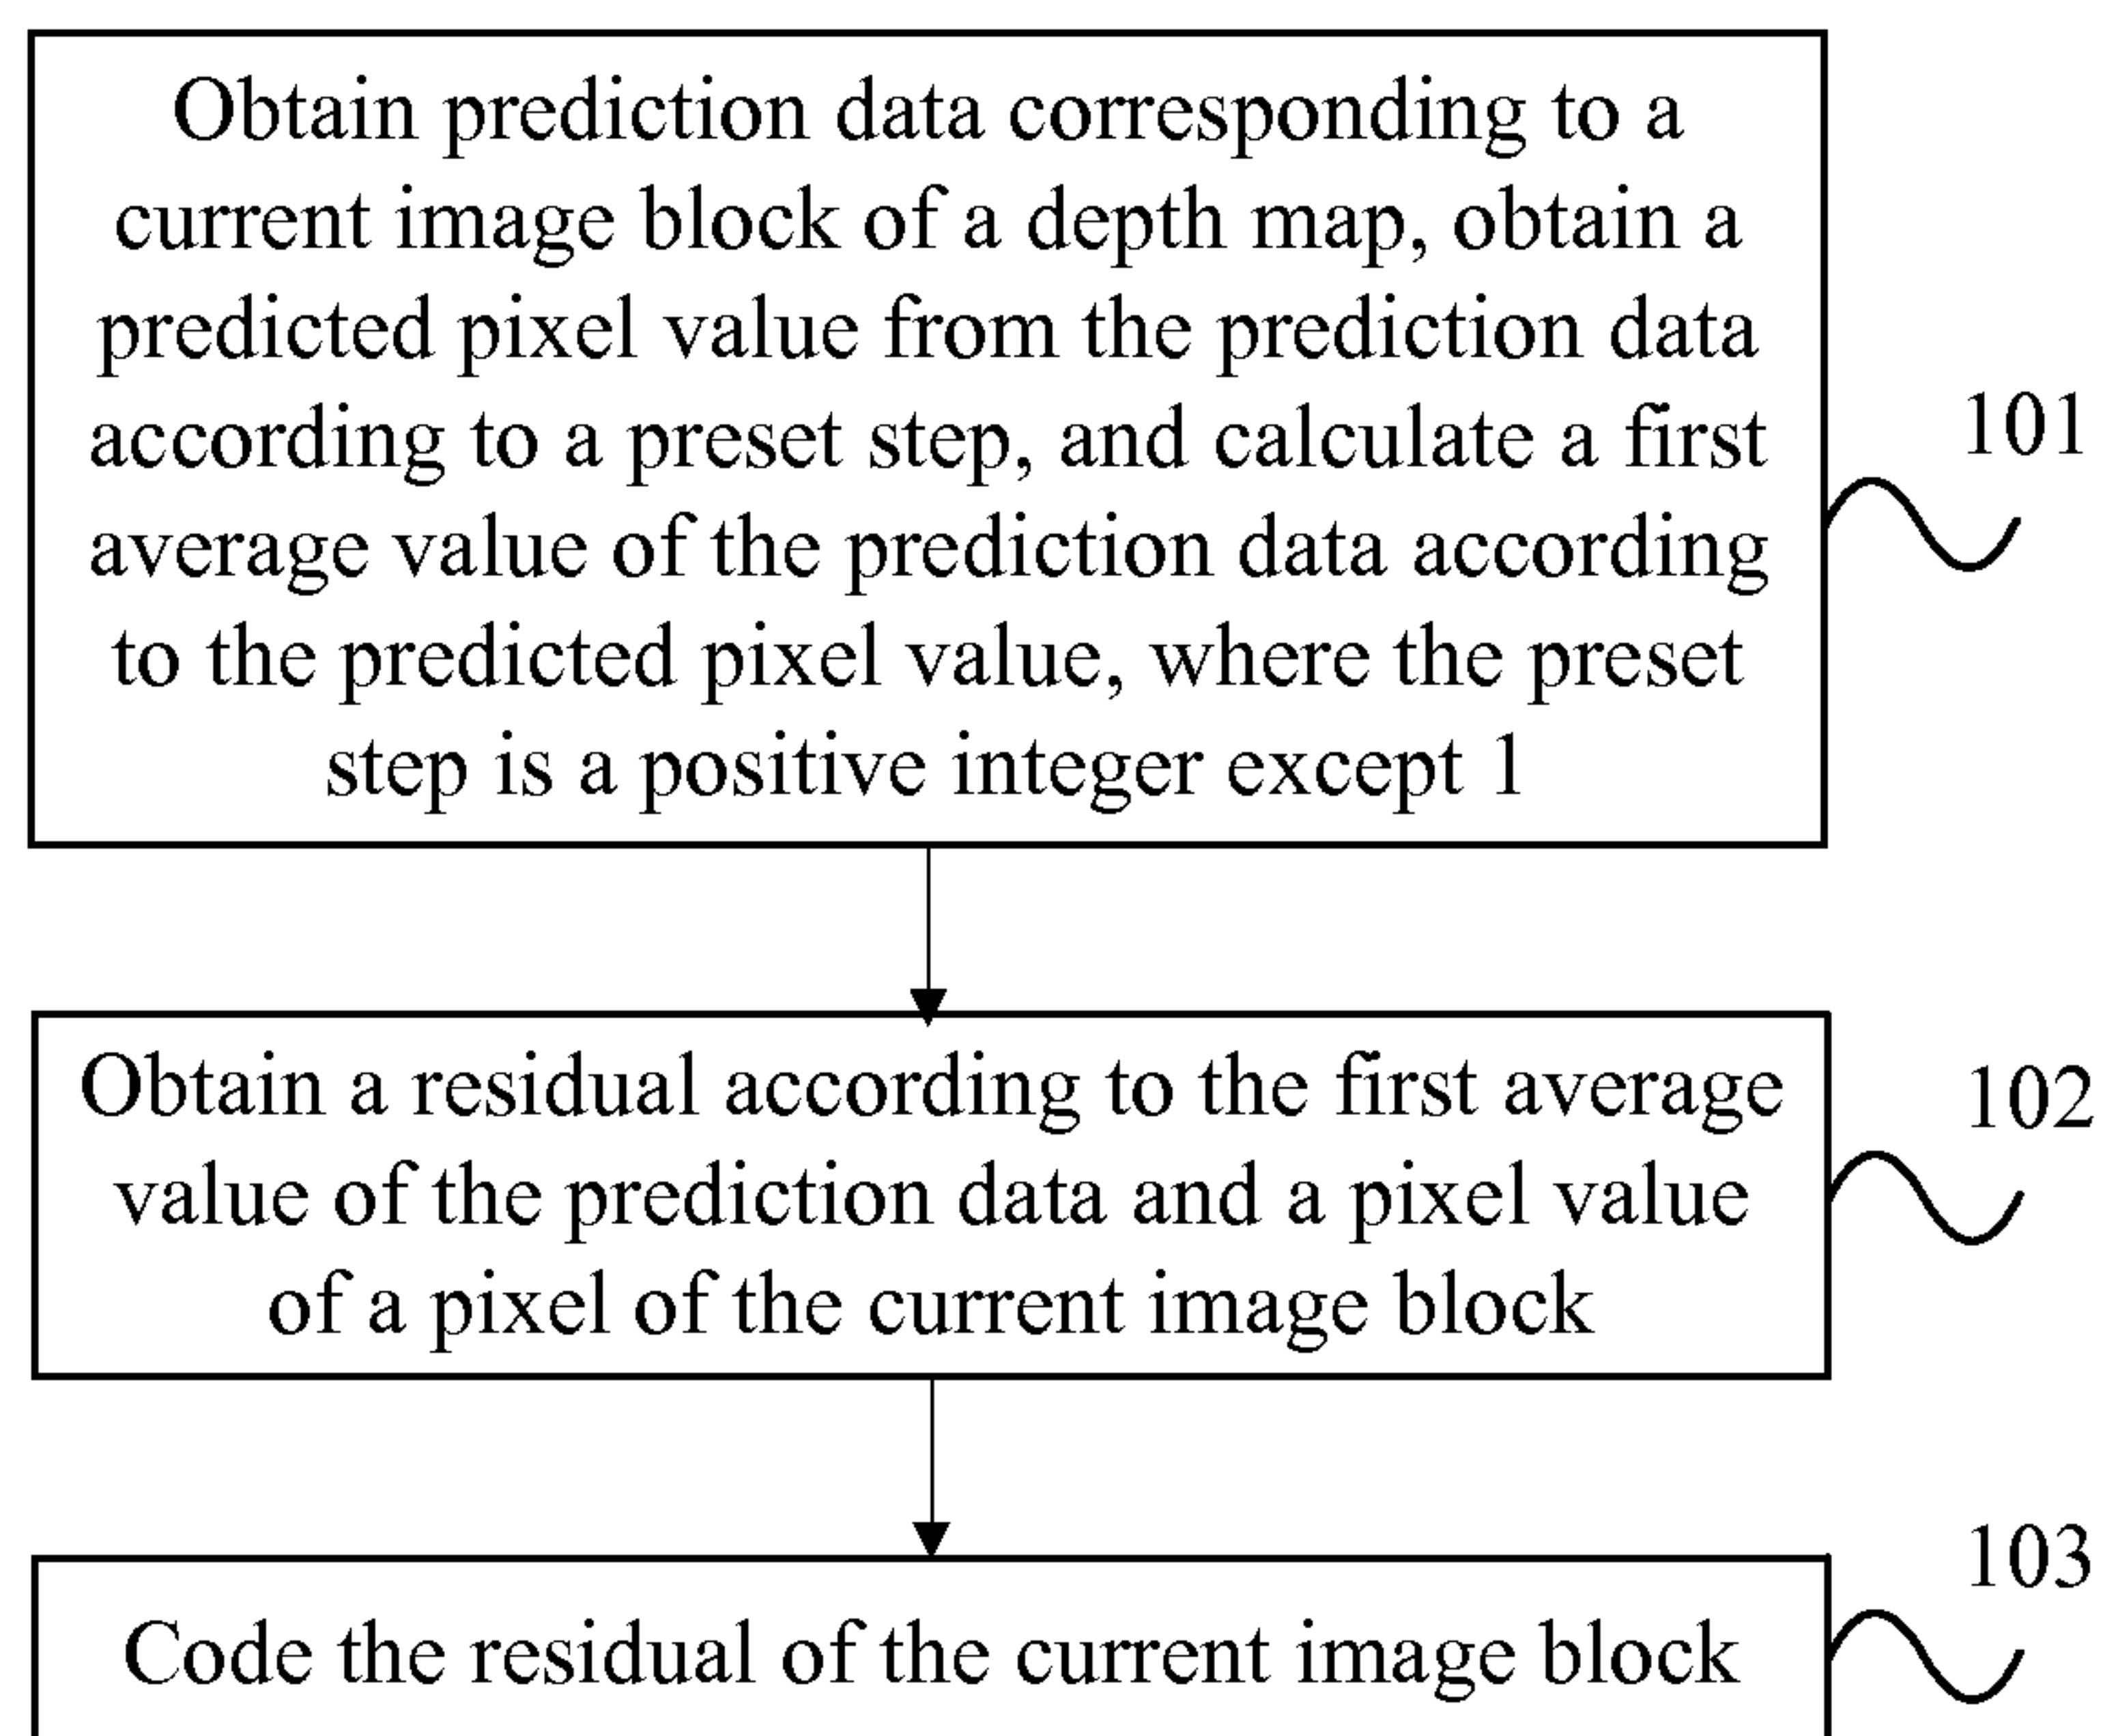 Obtain prediction data corresponding to a
current image block of a depth map, obtain a
predicted pixel value from the prediction data
according to a preset step, and calculate a first
average value of the prediction data according
to the predicted pixel value, where the preset
step is a positive integer except 1
101
Obtain a residual according to the first average
value of the prediction data and a pixel value
of a pixel of the current image block
102
Code the residual of the current image block
103